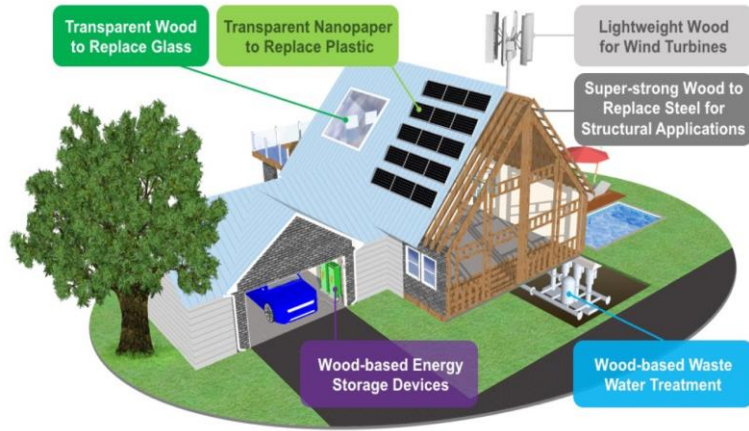 Transparent Wood
to Replace Glass
Transparent Nanopaper
to Replace Plastic
Lightweight Wood
for Wind Turbines
Super-strong Wood to
Replace Steel for
Structural Applications
Wood-based Energy
Storage Devices
Wood-based Waste
Water Treatment